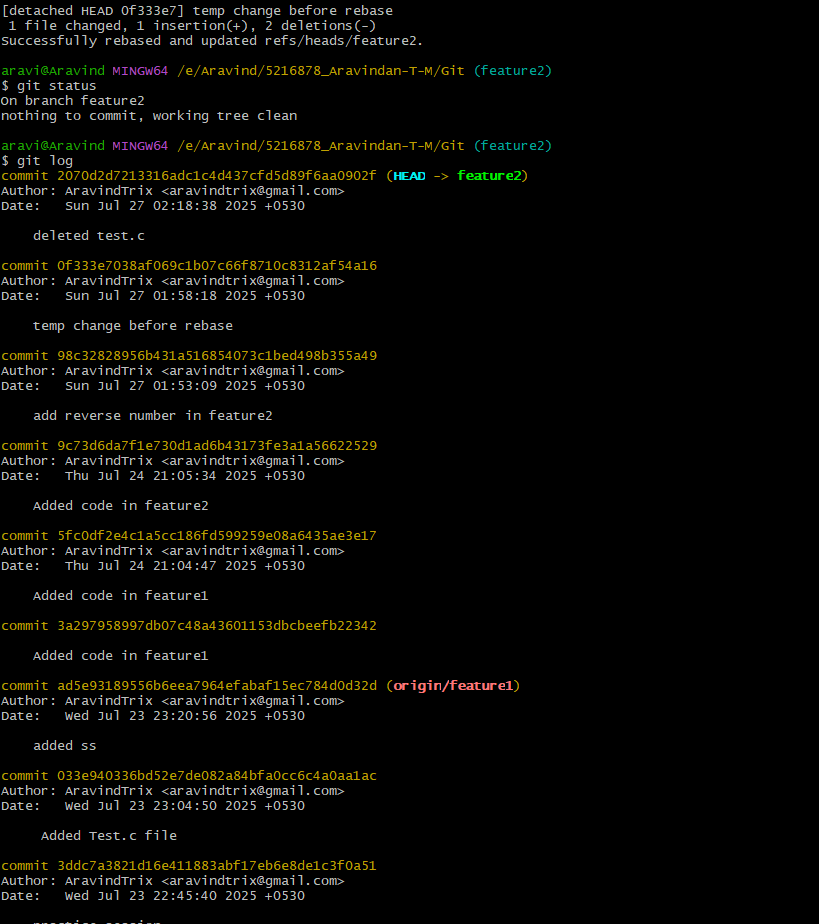 [detached HEAD 0f333e7] temp change before rebase
 1 file changed, 1 insertion(+), 2 deletions(-)
Successfully rebased and updated refs/heads/feature2.
aravi@Aravind MINGW64 /e/Aravind/5216878_Aravindan-T-M/Git (feature2)
$ git status
On branch feature2
nothing to commit, working tree clean
aravi@Aravind MINGW64 /e/Aravind/5216878_Aravindan-T-M/Git (feature2)
$ git log
commit 2070d2d7213316adc1c4d437cfd5d89f6aa0902f (HEAD -> feature2)
Author: AravindTrix <aravindtrix@gmail.com>
Date:   Sun Jul 27 02:18:38 2025 +0530
    deleted test.c
commit 0f333e7038af069c1b07c66f8710c8312af54a16
Author: AravindTrix <aravindtrix@gmail.com>
Date:   Sun Jul 27 01:58:18 2025 +0530
    temp change before rebase
commit 98c32828956b431a516854073c1bed498b355a49
Author: AravindTrix <aravindtrix@gmail.com>
Date:   Sun Jul 27 01:53:09 2025 +0530
    add reverse number in feature2
commit 9c73d6da7f1e730d1ad6b43173fe3a1a56622529
Author: AravindTrix <aravindtrix@gmail.com>
Date:   Thu Jul 24 21:05:34 2025 +0530
    Added code in feature2
commit 5fc0df2e4c1a5cc186fd599259e08a6435ae3e17
Author: AravindTrix <aravindtrix@gmail.com>
Date:   Thu Jul 24 21:04:47 2025 +0530
    Added code in feature1
commit 3a297958997db07c48a43601153dbcbeefb22342
    Added code in feature1
commit ad5e93189556b6eea7964efabaf15ec784d0d32d (origin/feature1)
Author: AravindTrix <aravindtrix@gmail.com>
Date:   Wed Jul 23 23:20:56 2025 +0530
    added ss
commit 033e940336bd52e7de082a84bfa0cc6c4a0aa1ac
Author: AravindTrix <aravindtrix@gmail.com>
Date:   Wed Jul 23 23:04:50 2025 +0530
     Added Test.c file
commit 3ddc7a3821d16e411883abf17eb6e8de1c3f0a51
Author: AravindTrix <aravindtrix@gmail.com>
Date:   Wed Jul 23 22:45:40 2025 +0530